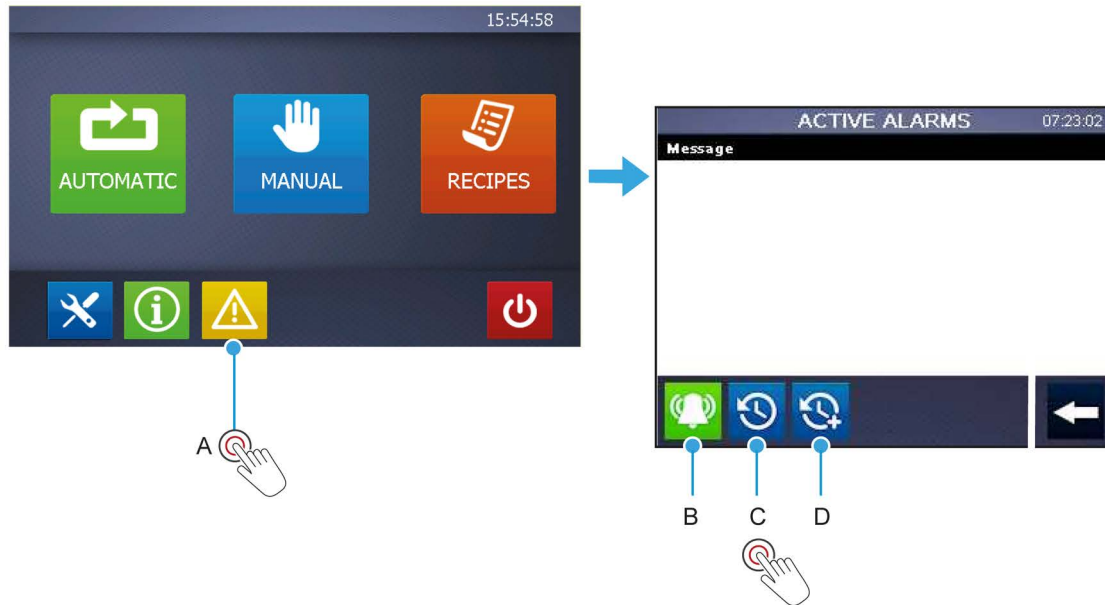 15:54:58
AUTOMATIC
MANUAL
RECIPES
A
ACTIVE ALARMS
07:23:02
Message
B
C
D